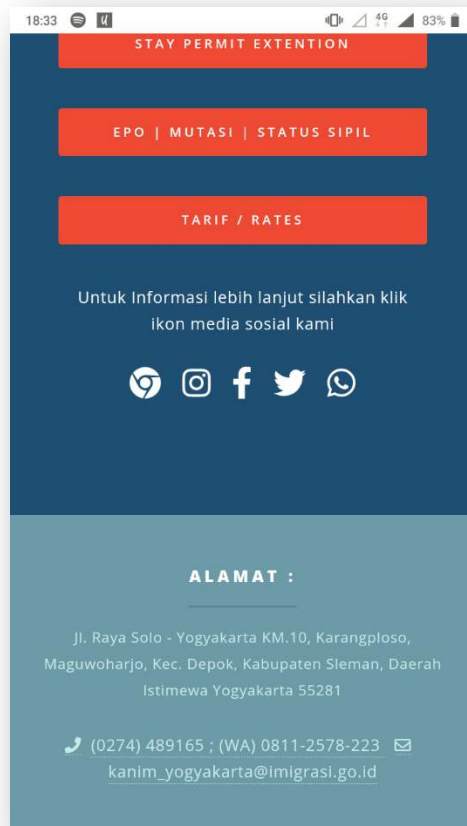 18:33 4G 83%
STAY PERMIT EXTENTION
EPO | MUTASI | STATUS SIPIL
TARIF / RATES
Untuk Informasi lebih lanjut silahkan klik
ikon media sosial kami
ALAMAT :
Jl. Raya Solo - Yogyakarta KM.10, Karangploso,
Maguwoharjo, Kec. Depok, Kabupaten Sleman, Daerah
Istimewa Yogyakarta 55281
(0274) 489165 ; (WA) 0811-2578-223
kanim_yogyakarta@imigrasi.go.id